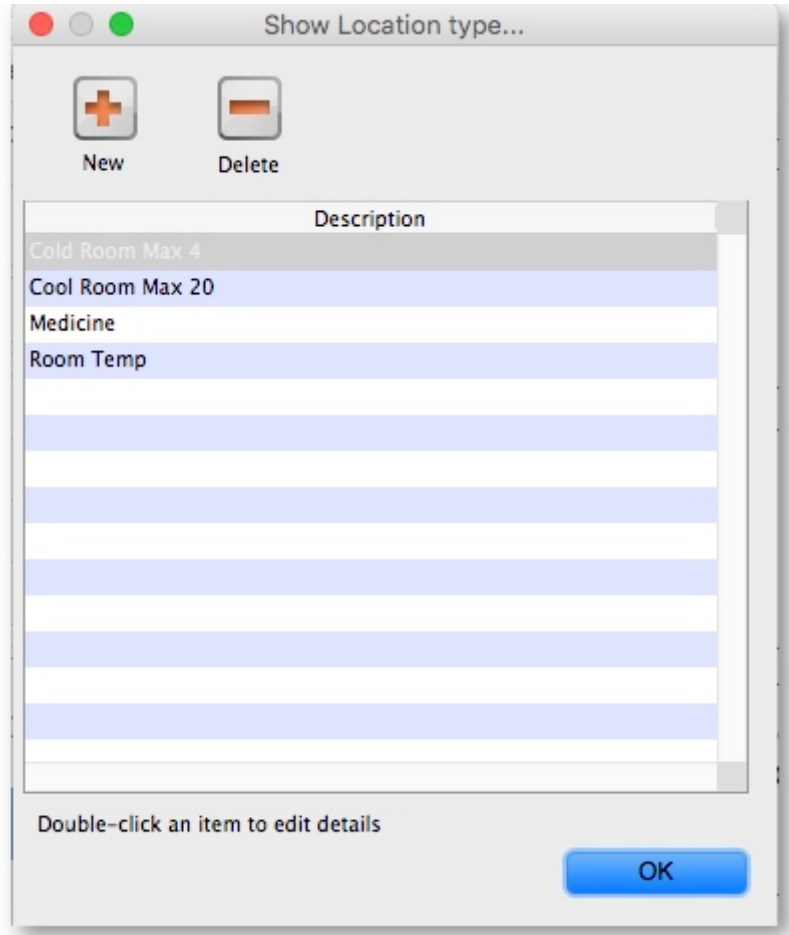 Show Location type...
New Delete
Description
Cold Room Max 4
Cool Room Max 20
Medicine
Room Temp
Double-click an item to edit details
OK